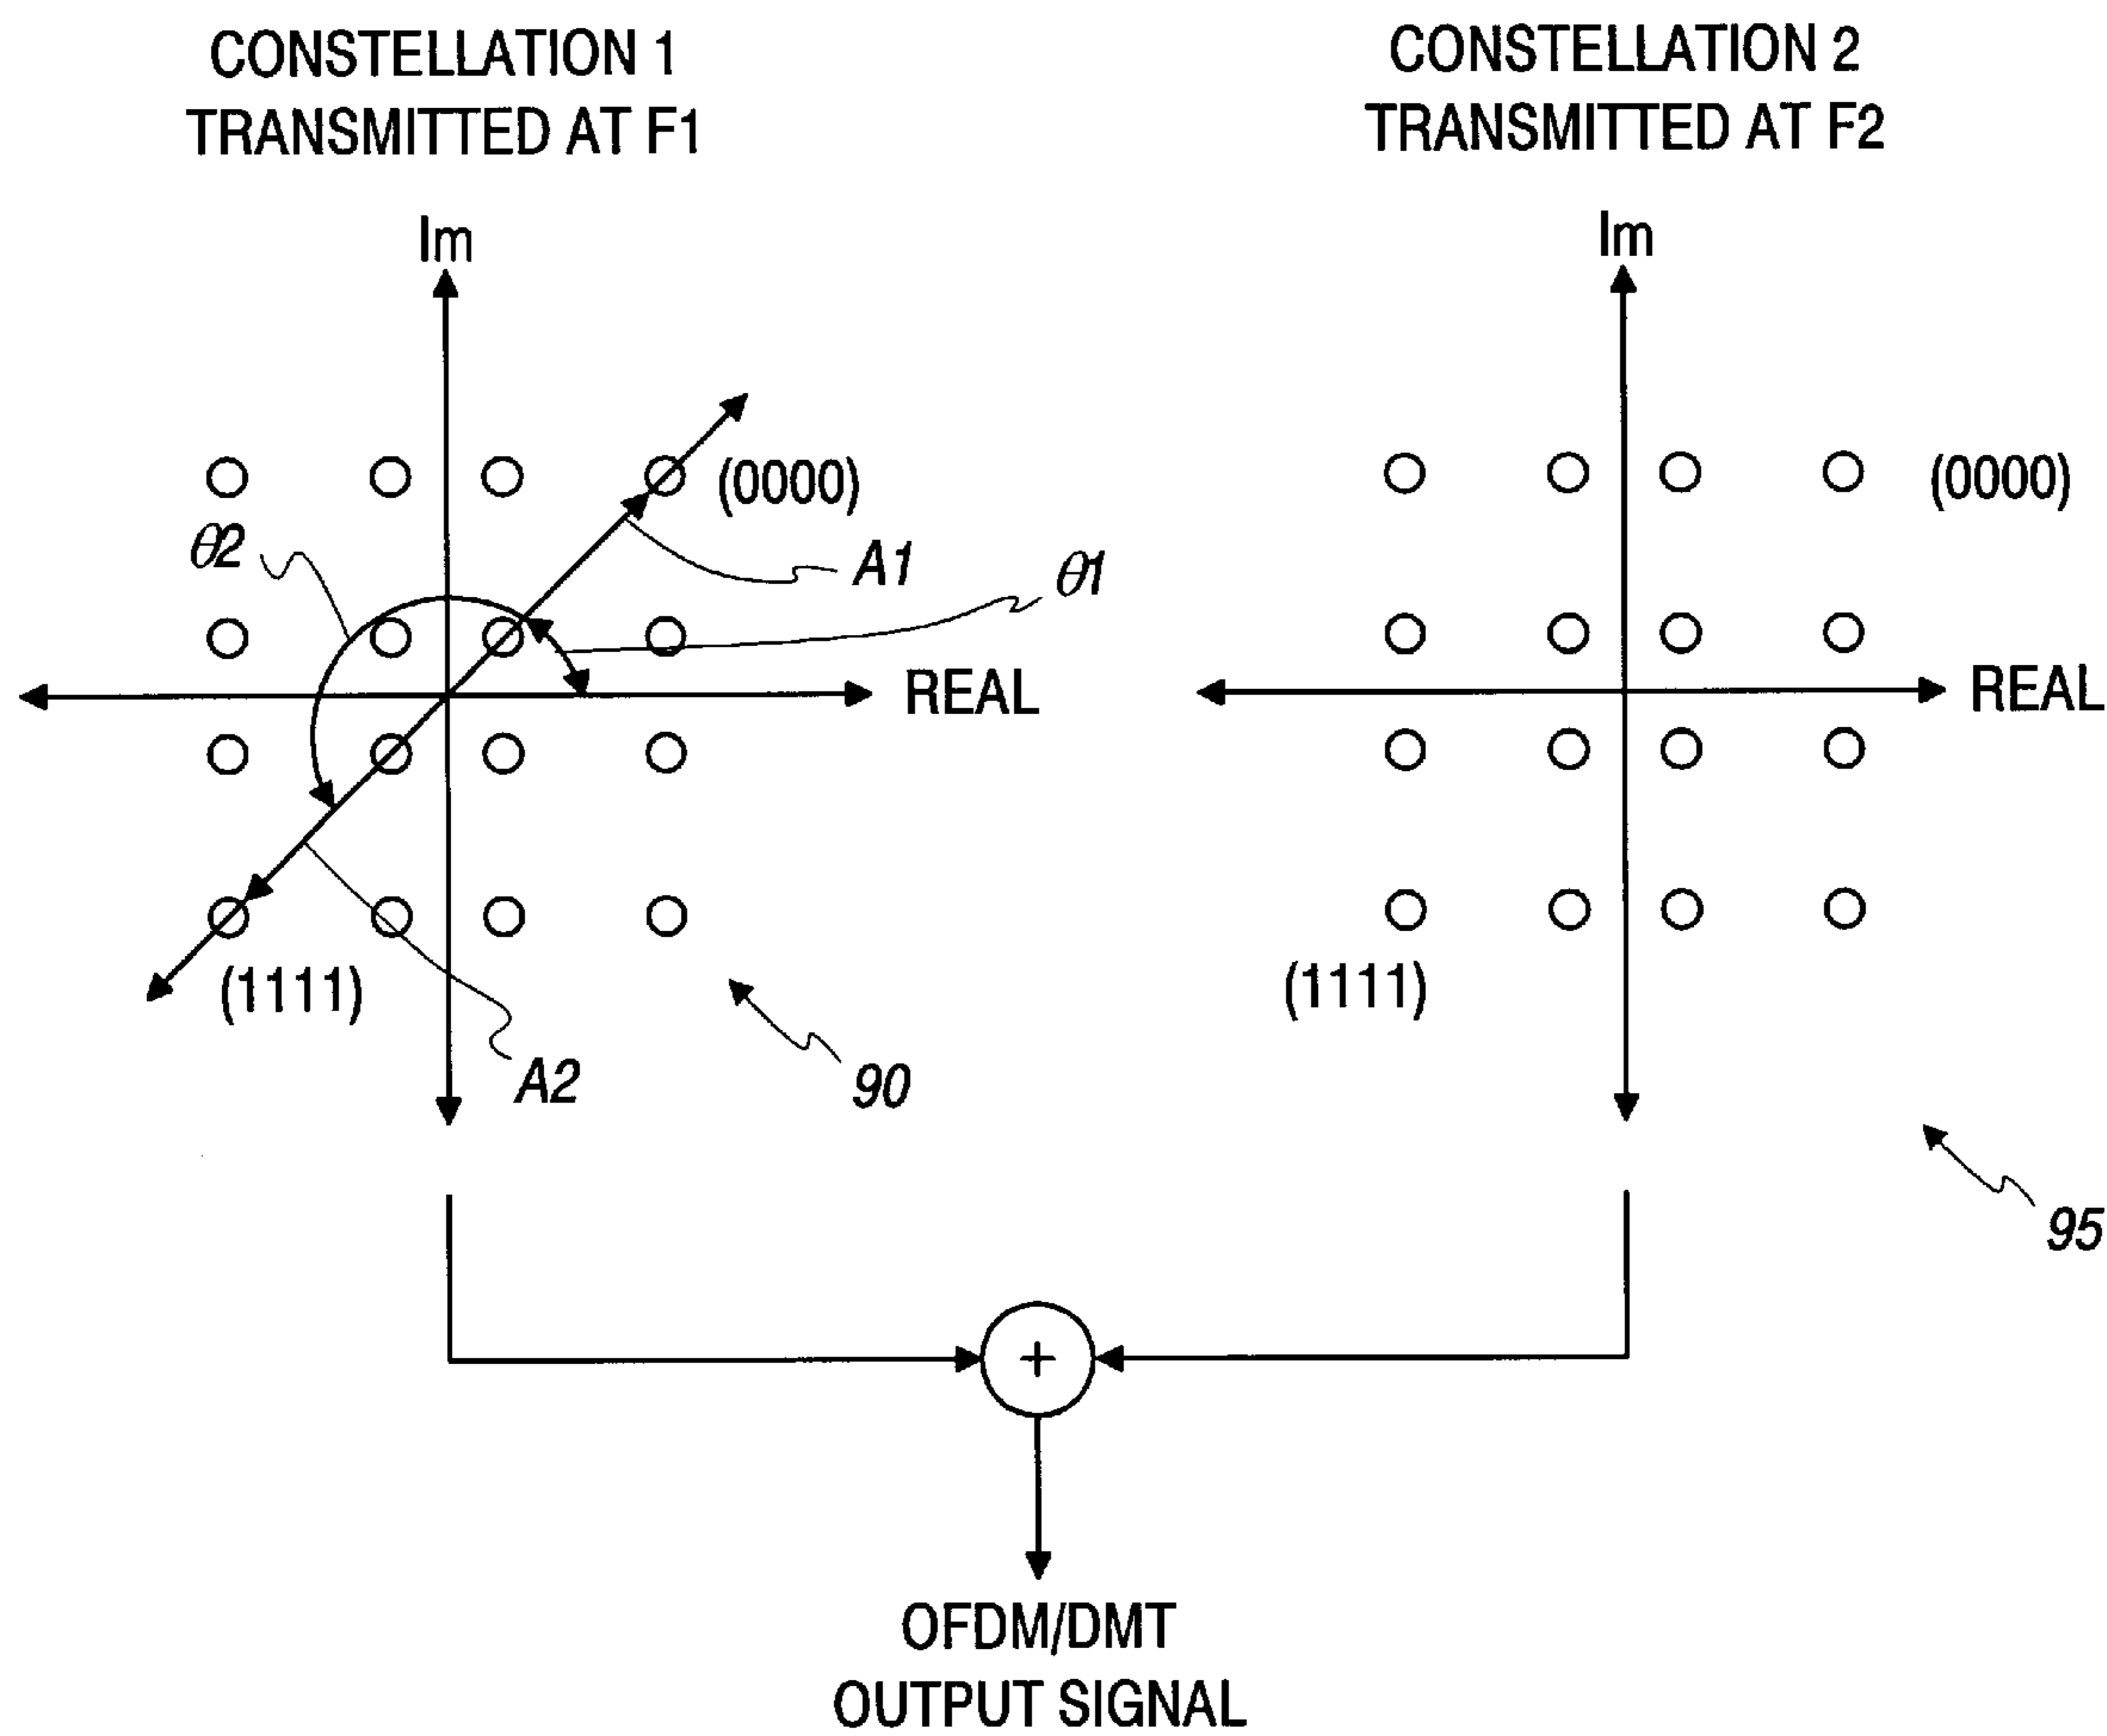 CONSTELLATION 1
TRANSMITTED AT F1
CONSTELLATION 2
TRANSMITTED AT F2
Im
Im
(0000)
(0000)
θ2
A1
θ1
REAL
REAL
(1111)
(1111)
A2
90
95
+
OFDM/DMT
OUTPUT SIGNAL